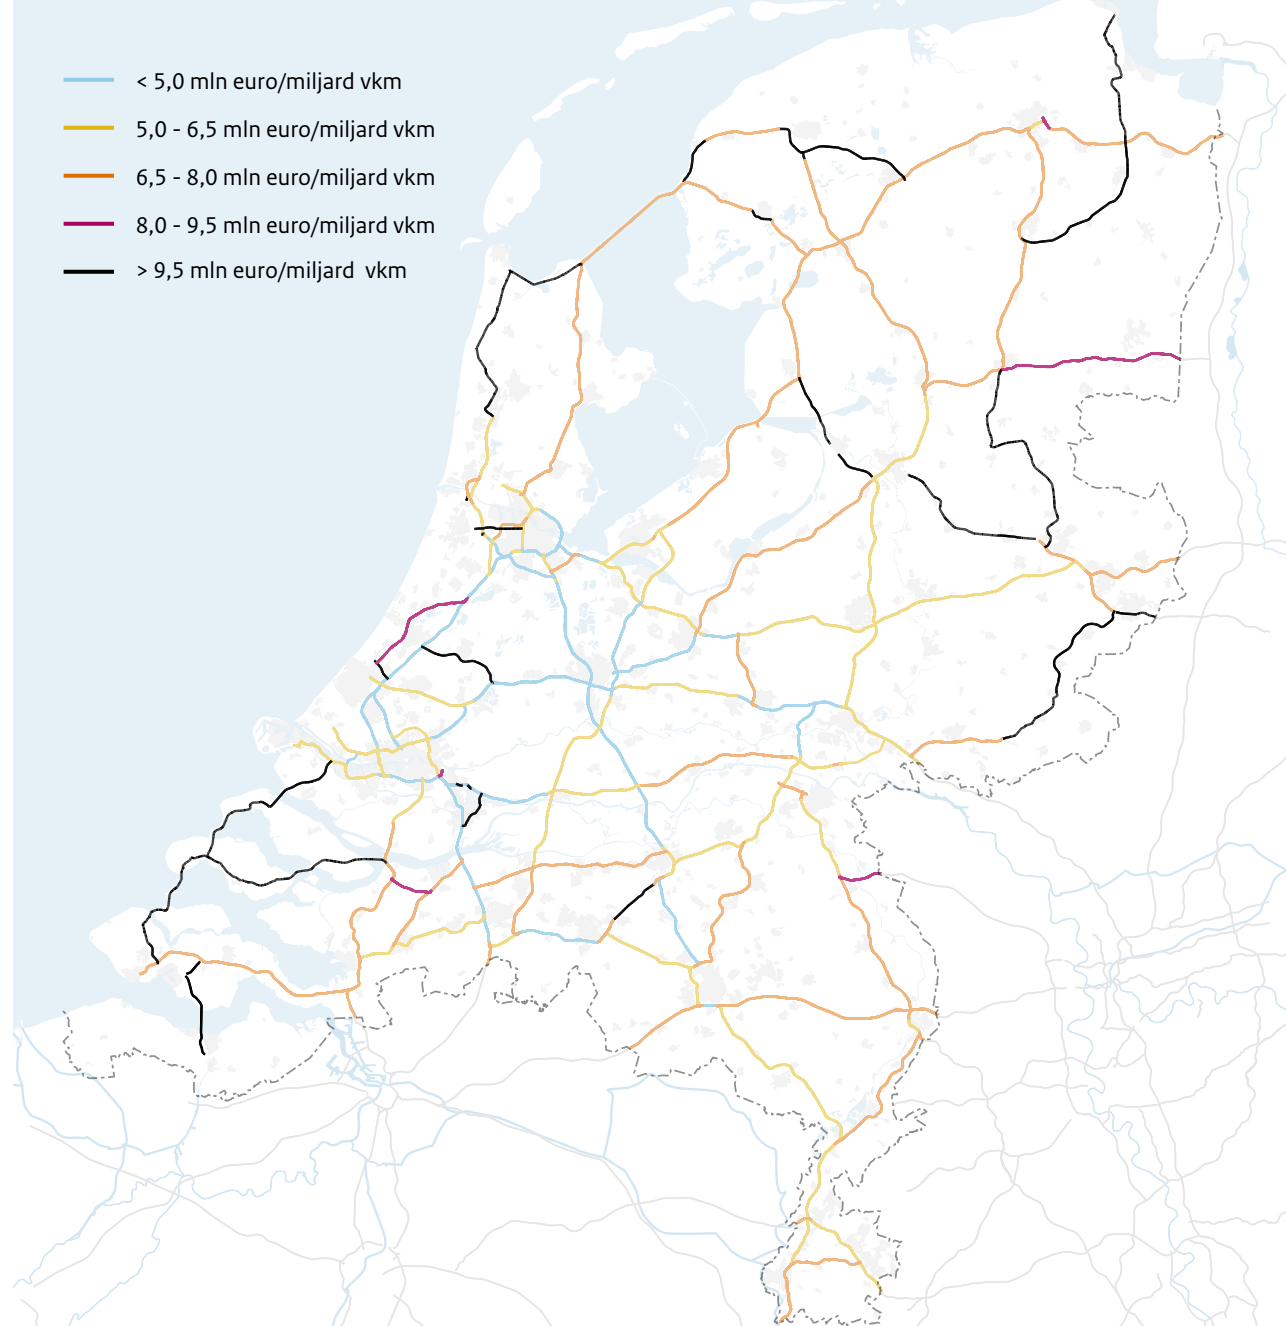 < 5,0 mln euro/miljard vkm
5,0 - 6,5 mln euro/miljard vkm
6,5 - 8,0 mln euro/miljard vkm
8,0 - 9,5 mln euro/miljard vkm
> 9,5 mln euro/miljard vkm